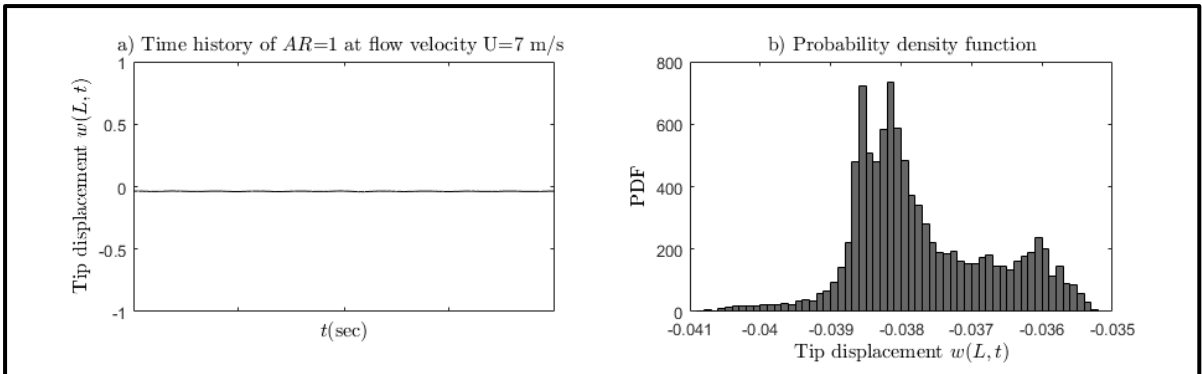 a) Time history of AR=1 at flow velocity U=7 m/s
1
0.5
0
-0.5
-1
Tip displacement w(L, t)
t(sec)
b) Probability density function
800
600
400
200
0
PDF
-0.041 -0.04 -0.039 -0.038 -0.037 -0.036 -0.035
Tip displacement w(L, t)